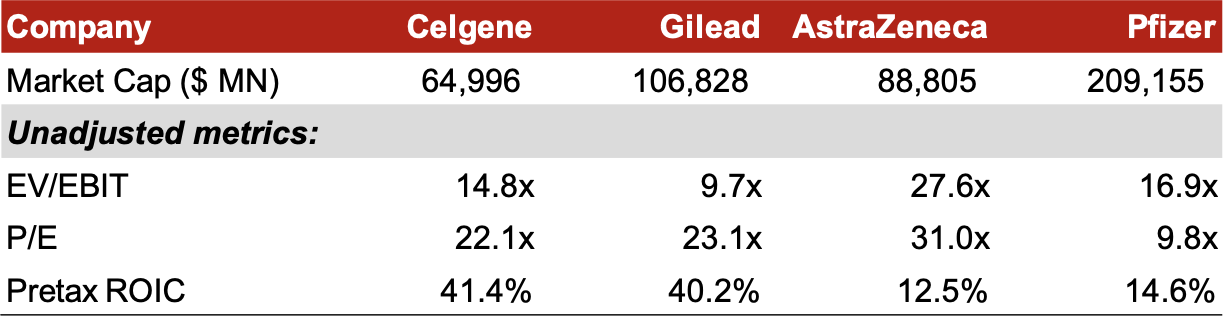 Company Celgene Gilead AstraZeneca Pfizer
Market Cap ($ MN) 64,996 106,828 88,805 209,155
Unadjusted metrics:
EV/EBIT 14.8x 9.7x 27.6x 16.9x
P/E 22.1x 23.1x 31.0x 9.8x
Pretax ROIC 41.4% 40.2% 12.5% 14.6%